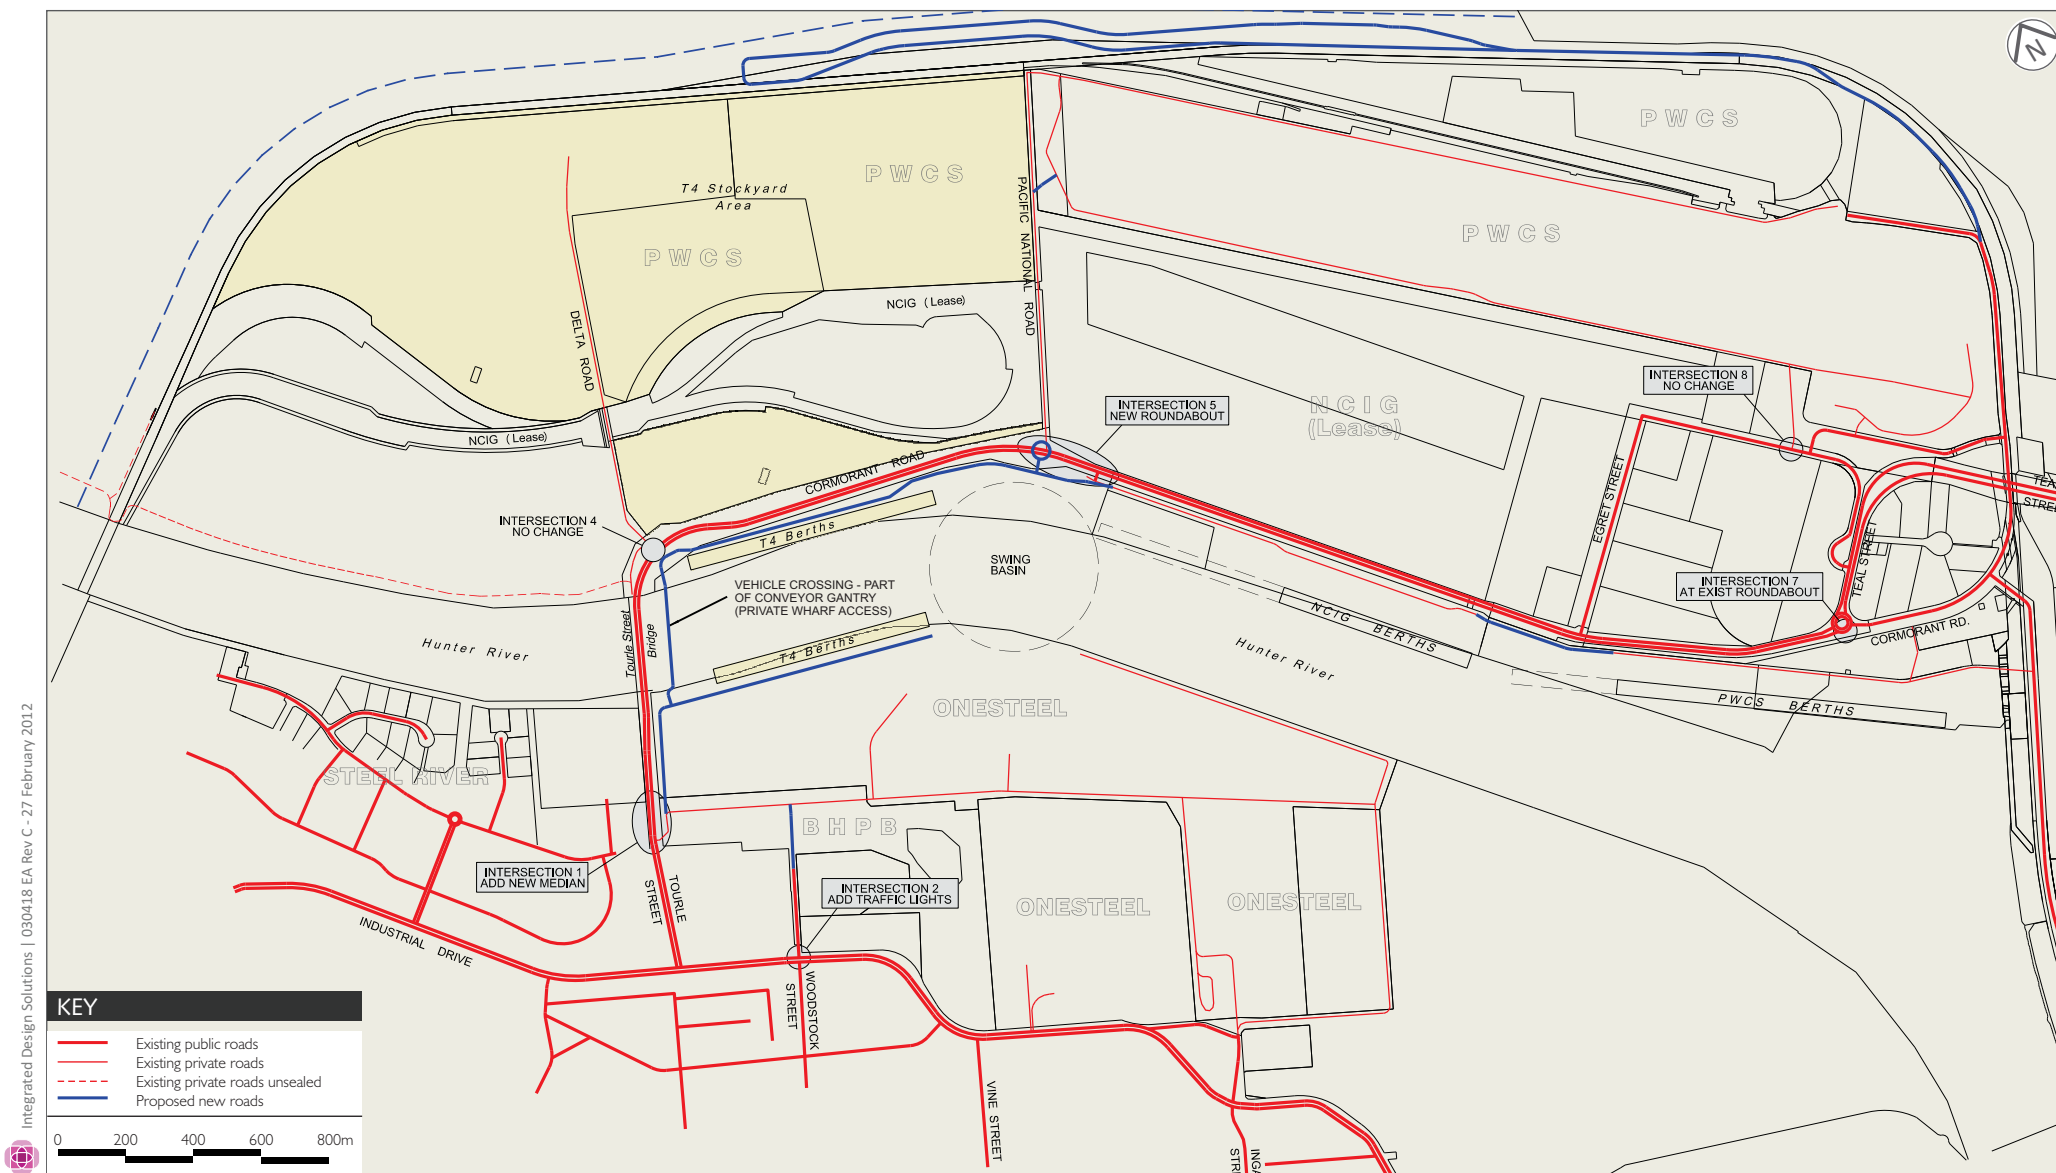 N
PWCS
PWCS
T4 Stockyard
Area
PWCS
PWCS
PACIFIC NATIONAL ROAD
NCIG (Lease)
DELTA ROAD
INTERSECTION 8
NO CHANGE
INTERSECTION 5
NEW ROUNDABOUT
NCIG
(Lease)
NCIG (Lease)
CORMORANT ROAD
EGRET STREET
TEAL STREET
INTERSECTION 4
NO CHANGE
T4 Berths
SWING
BASIN
VEHICLE CROSSING - PART
OF CONVEYOR GANTRY
(PRIVATE WHARF ACCESS)
INTERSECTION 7
AT EXIST ROUNDABOUT
CORMORANT RD.
NCIG BERTHS
Tourle Street
Bridge
T4 Berths
Hunter River
Hunter River
PWCS BERTHS
ONESTEEL
STEEL RIVER
BHPB
INTERSECTION 1
ADD NEW MEDIAN
INTERSECTION 2
ADD TRAFFIC LIGHTS
TOURLE
STREET
ONESTEEL
ONESTEEL
INDUSTRIAL DRIVE
WOODSTOCK
STREET
VINE STREET
KEY
Existing public roads
Existing private roads
Existing private roads unsealed
Proposed new roads
0 200 400 600 800m
Integrated Design Solutions | 030418 EA Rev C - 27 February 2012